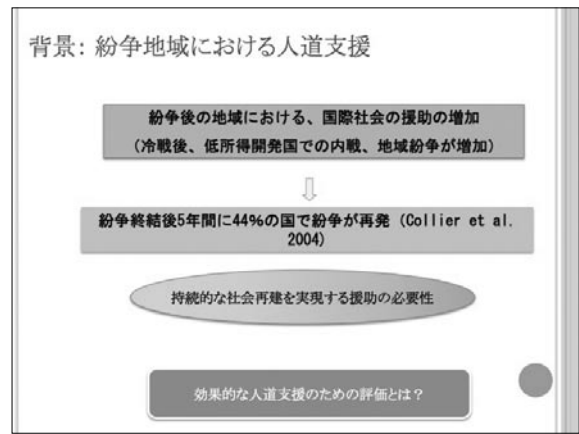 背景: 紛争地域における人道支援
紛争後の地域における、国際社会の援助の増加
（冷戦後、低所得開発国での内戦、地域紛争が増加）
紛争終結後5年間に44%の国で紛争が再発 (Collier et al.
2004)
持続的な社会再建を実現する援助の必要性
効果的な人道支援のための評価とは？